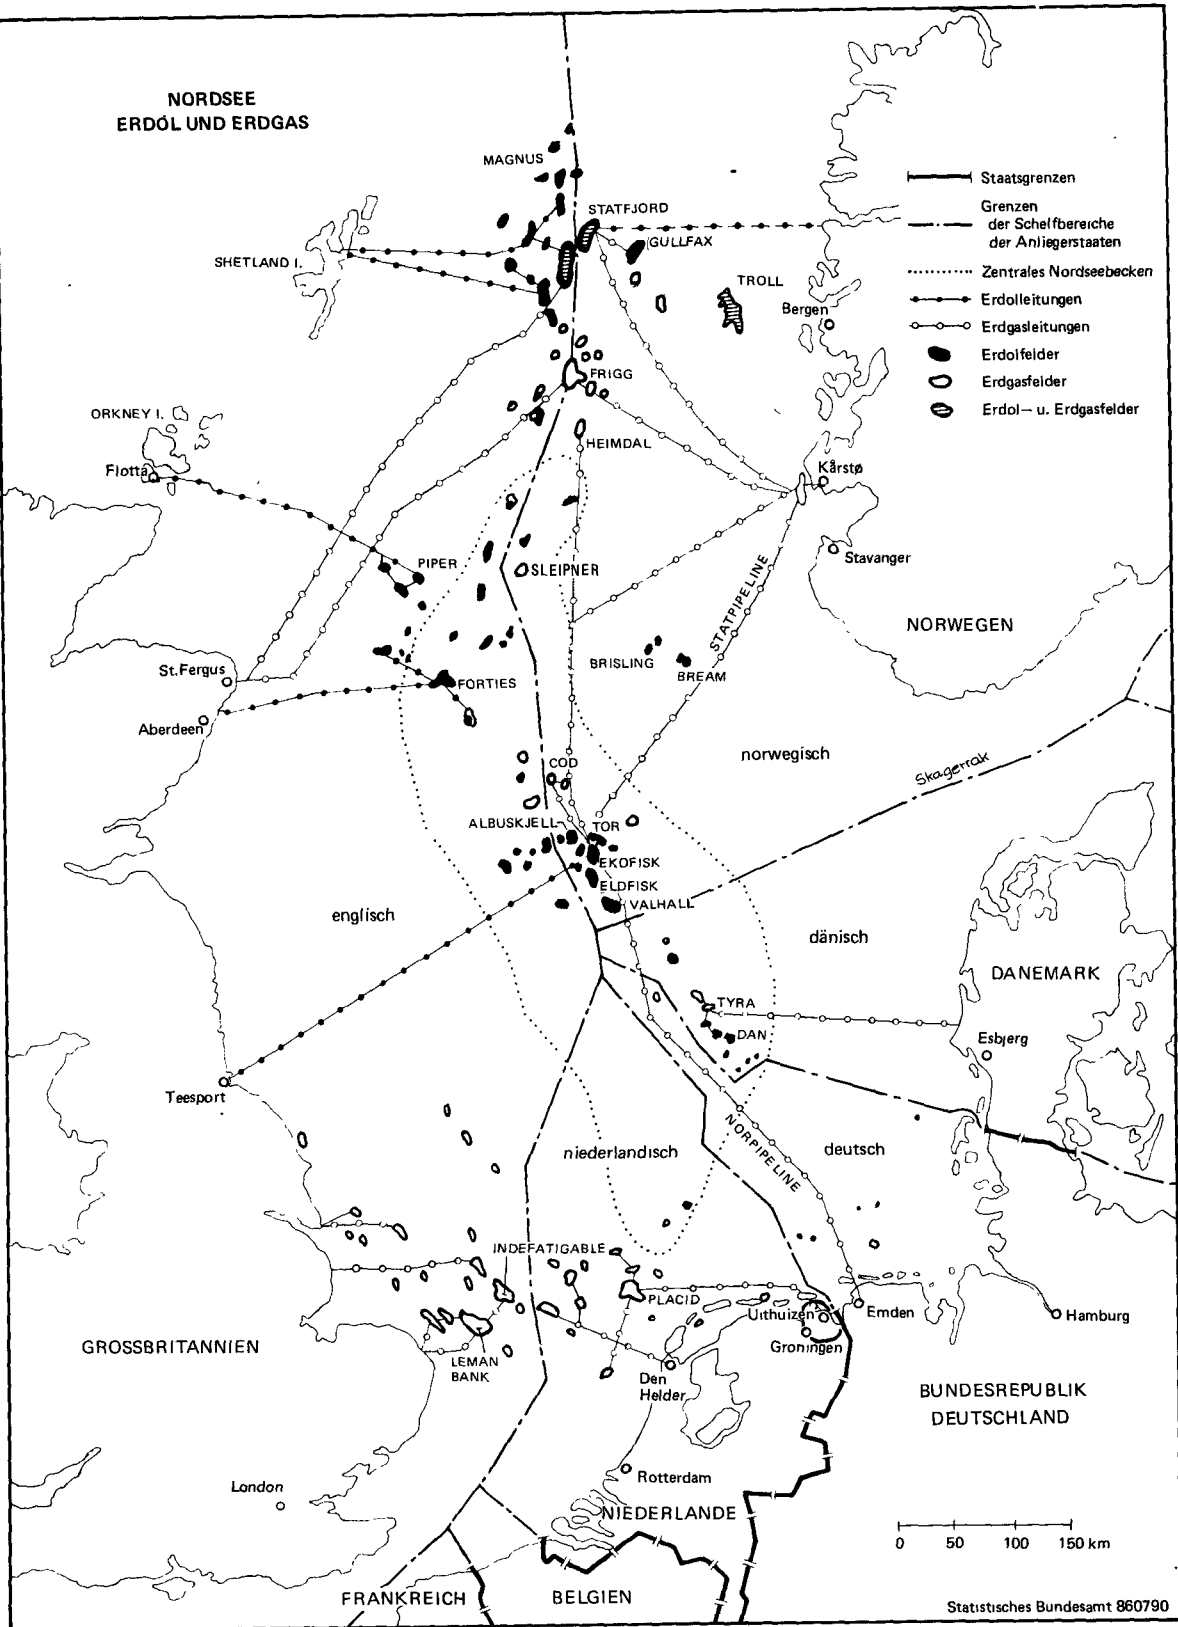 NORDSEE
ERDÖL UND ERDGAS
MAGNUS
STATFJORD
GULLFAX
SHETLAND I.
TROLL
Bergen
Staatsgrenzen
Grenzen
der Schelfbereiche
der Anliegerstaaten
Zentrales Nordseebecken
Erdolleitungen
Erdgasleitungen
Erdolfelder
Erdgasfelder
Erdol- u. Erdgasfelder
FRIGG
ORKNEY I.
HEIMDAL
Flotta
Kårstø
PIPER
SLEIPNER
Stavanger
STATPIPELINE
NORWEGEN
BRISLING
BREAM
St.Fergus
FORTIES
Aberdeen
norwegisch
Skagerrak
COD
ALBUSKJELL
TOR
EKOFISK
ELDFISK
VALHALL
englisch
dänisch
DANEMARK
TYRA
DAN
Esbjerg
Teesport
NORPIPELINE
niederlandisch
deutsch
INDEFATIGABLE
PLACID
Uithuizen
Emden
Hamburg
Groningen
GROSSBRITANNIEN
LEMAN
BANK
Den
Helder
BUNDESREPUBLIK
DEUTSCHLAND
London
Rotterdam
NIEDERLANDE
0 50 100 150 km
FRANKREICH
BELGIEN
Statistisches Bundesamt 860790